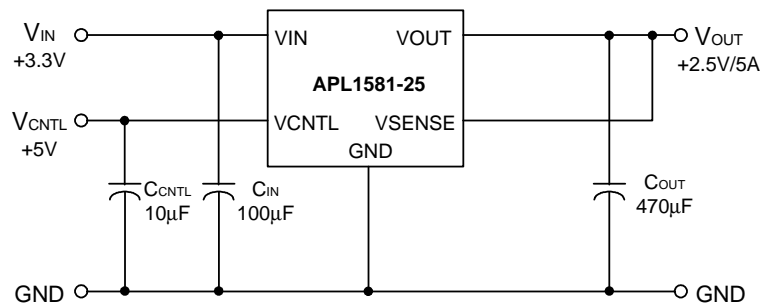 VIN
+3.3V
VIN
VOUT
VOUT
+2.5V/5A
APL1581-25
VCNTL
+5V
VCNTL
VSENSE
GND
CCNTL
10μF
CIN
100μF
COUT
470μF
GND
GND